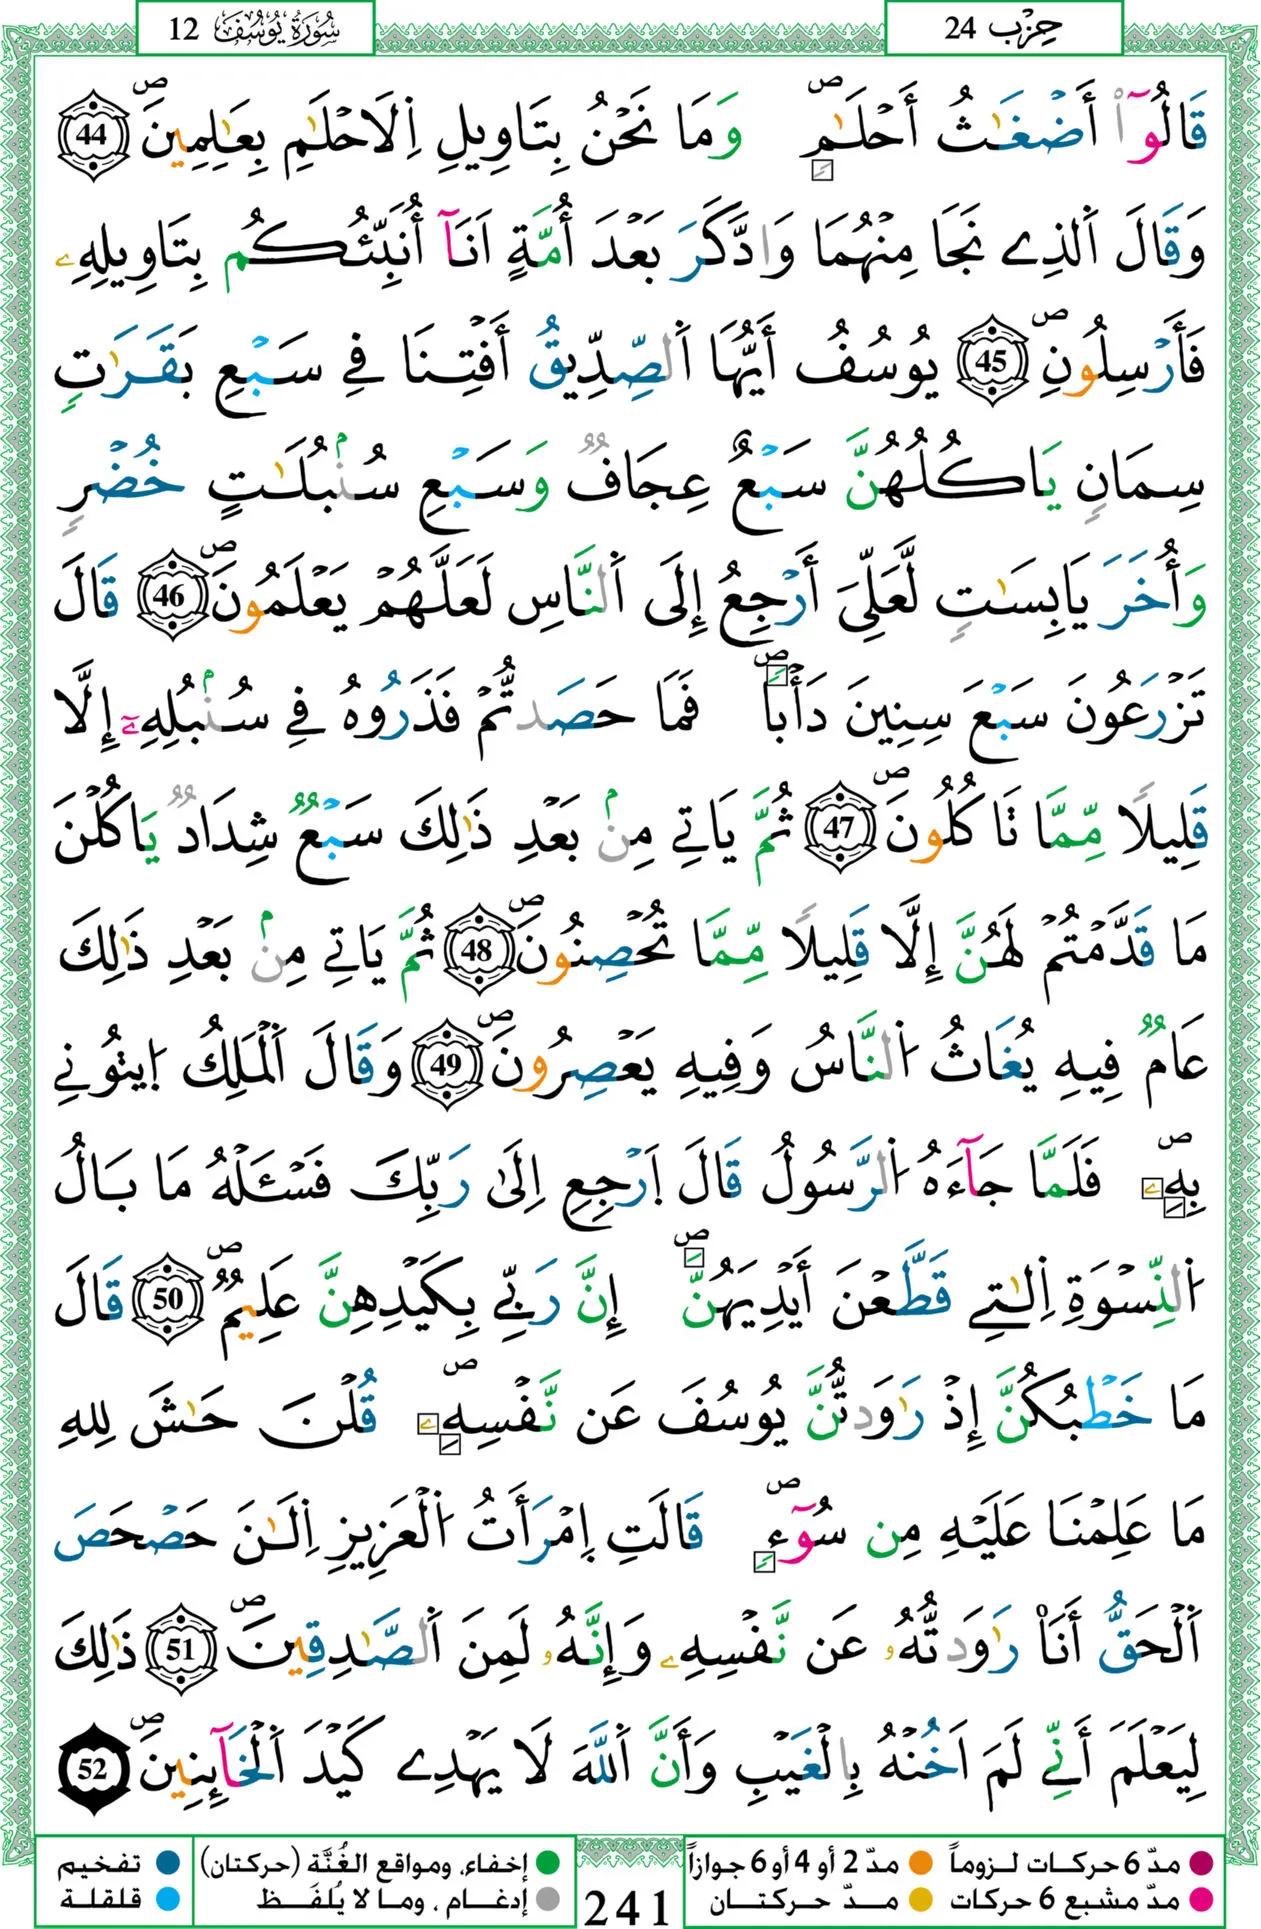 حِزْب 24
سُورَةُ يُوسُفَ 12
قَالُوٓاْ أَضْغَٰثُ أَحْلَٰمٖۖ وَمَا نَحْنُ بِتَاوِيلِ اِ۬لَاحْلَٰمِ بِعَٰلِمِينَۖ 44
وَقَالَ اَ۬لذِے نَجَا مِنْهُمَا وَادَّكَرَ بَعْدَ أُمَّةٍ اَنَآ أُنَبِّئُكُم بِتَاوِيلِهِۦ
فَأَرْسِلُونِۖ 45 يُوسُفُ أَيُّهَا اَ۬لصِّدِّيقُ أَفْتِنَا فِے سَبْعِ بَقَرَٰتٖ
سِمَانٖ يَاكُلُهُنَّ سَبْعٌ عِجَافٞ وَسَبْعِ سُنۢبُلَٰتٍ خُضْرٖ
وَأُخَرَ يَابِسَٰتٖ لَّعَلِّيَ أَرْجِعُ إِلَى اَ۬لنَّاسِ لَعَلَّهُمْ يَعْلَمُونَۖ 46 قَالَ
تَزْرَعُونَ سَبْعَ سِنِينَ دَأْباٗۖ فَمَا حَصَدتُّمْ فَذَرُوهُ فِے سُنۢبُلِهِۦٓ إِلَّا
قَلِيلاٗ مِّمَّا تَاكُلُونَۖ 47 ثُمَّ يَاتِے مِنۢ بَعْدِ ذَٰلِكَ سَبْعٞ شِدَادٞ يَاكُلْنَ
مَا قَدَّمْتُمْ لَهُنَّ إِلَّا قَلِيلاٗ مِّمَّا تُحْصِنُونَۖ 48 ثُمَّ يَاتِے مِنۢ بَعْدِ ذَٰلِكَ
عَامٞ فِيهِ يُغَاثُ اُ۬لنَّاسُ وَفِيهِ يَعْصِرُونَۖ 49 وَقَالَ اَ۬لْمَلِكُ اُ۪يتُونِے
بِهِۦۖ فَلَمَّا جَآءَهُ اُ۬لرَّسُولُ قَالَ اَ۪رْجِعِ اِلَىٰ رَبِّكَ فَسْـَٔلْهُ مَا بَالُ
اُ۬لنِّسْوَةِ اِ۬لَٰتِے قَطَّعْنَ أَيْدِيَهُنَّۖ إِنَّ رَبِّے بِكَيْدِهِنَّ عَلِيمٞۖ 50 قَالَ
مَا خَطْبُكُنَّ إِذْ رَٰوَدتُّنَّ يُوسُفَ عَن نَّفْسِهِۦۖ قُلْنَ حَٰشَ لِلهِ
مَا عَلِمْنَا عَلَيْهِ مِن سُوٓءٖۖ قَالَتِ اِ۪مْرَأَتُ اُ۬لْعَزِيزِ اِ۬لَٰنَ حَصْحَصَ
اَ۬لْحَقُّ أَنَا۠ رَٰوَدتُّهُۥ عَن نَّفْسِهِۦ وَإِنَّهُۥ لَمِنَ اَ۬لصَّٰدِقِينَۖ 51 ذَٰلِكَ
لِيَعْلَمَ أَنِّے لَمَ اَخُنْهُ بِالْغَيْبِ وَأَنَّ اَ۬للَّهَ لَا يَهْدِے كَيْدَ اَ۬لْخَآئِنِينَۖ 52
مدّ 6 حركات لزوماً مدّ 2 أو 4 أو 6 جوازاً
مدّ مشبع 6 حركات مدّ حركتان
241
إخفاء، ومواقع الغُنَّة (حركتان) تفخيم
إدغام ، وما لا يُلفَظ قلقلة